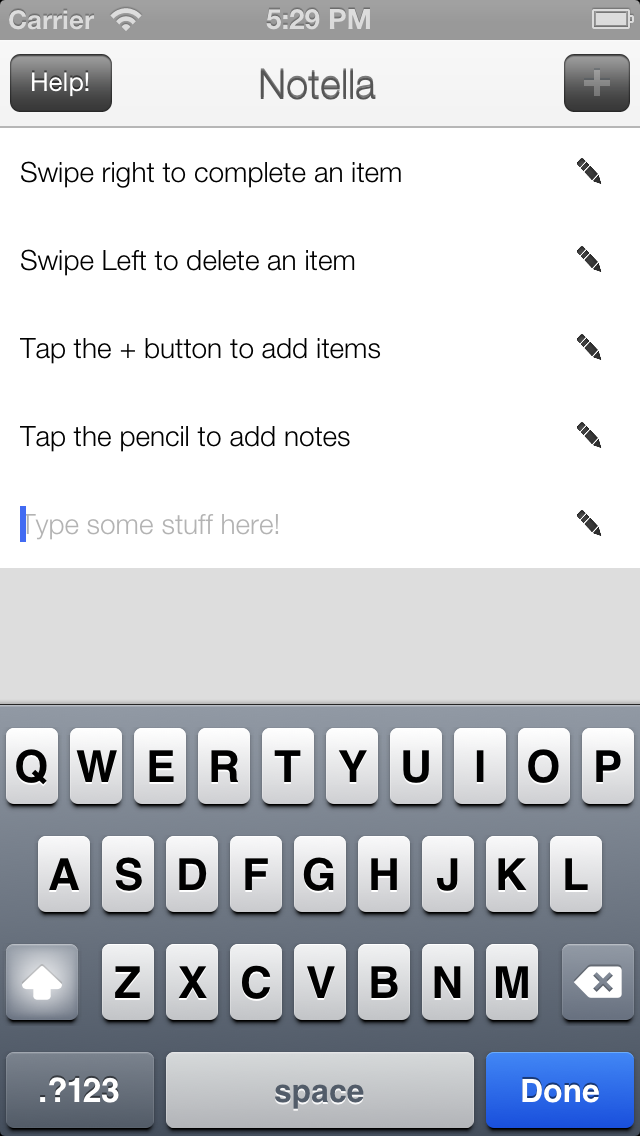 Carrier 5:29 PM
Help! Notella +
Swipe right to complete an item
Swipe Left to delete an item
Tap the + button to add items
Tap the pencil to add notes
Type some stuff here!
Q W E R T Y U I O P
A S D F G H J K L
Z X C V B N M
.?123 space Done